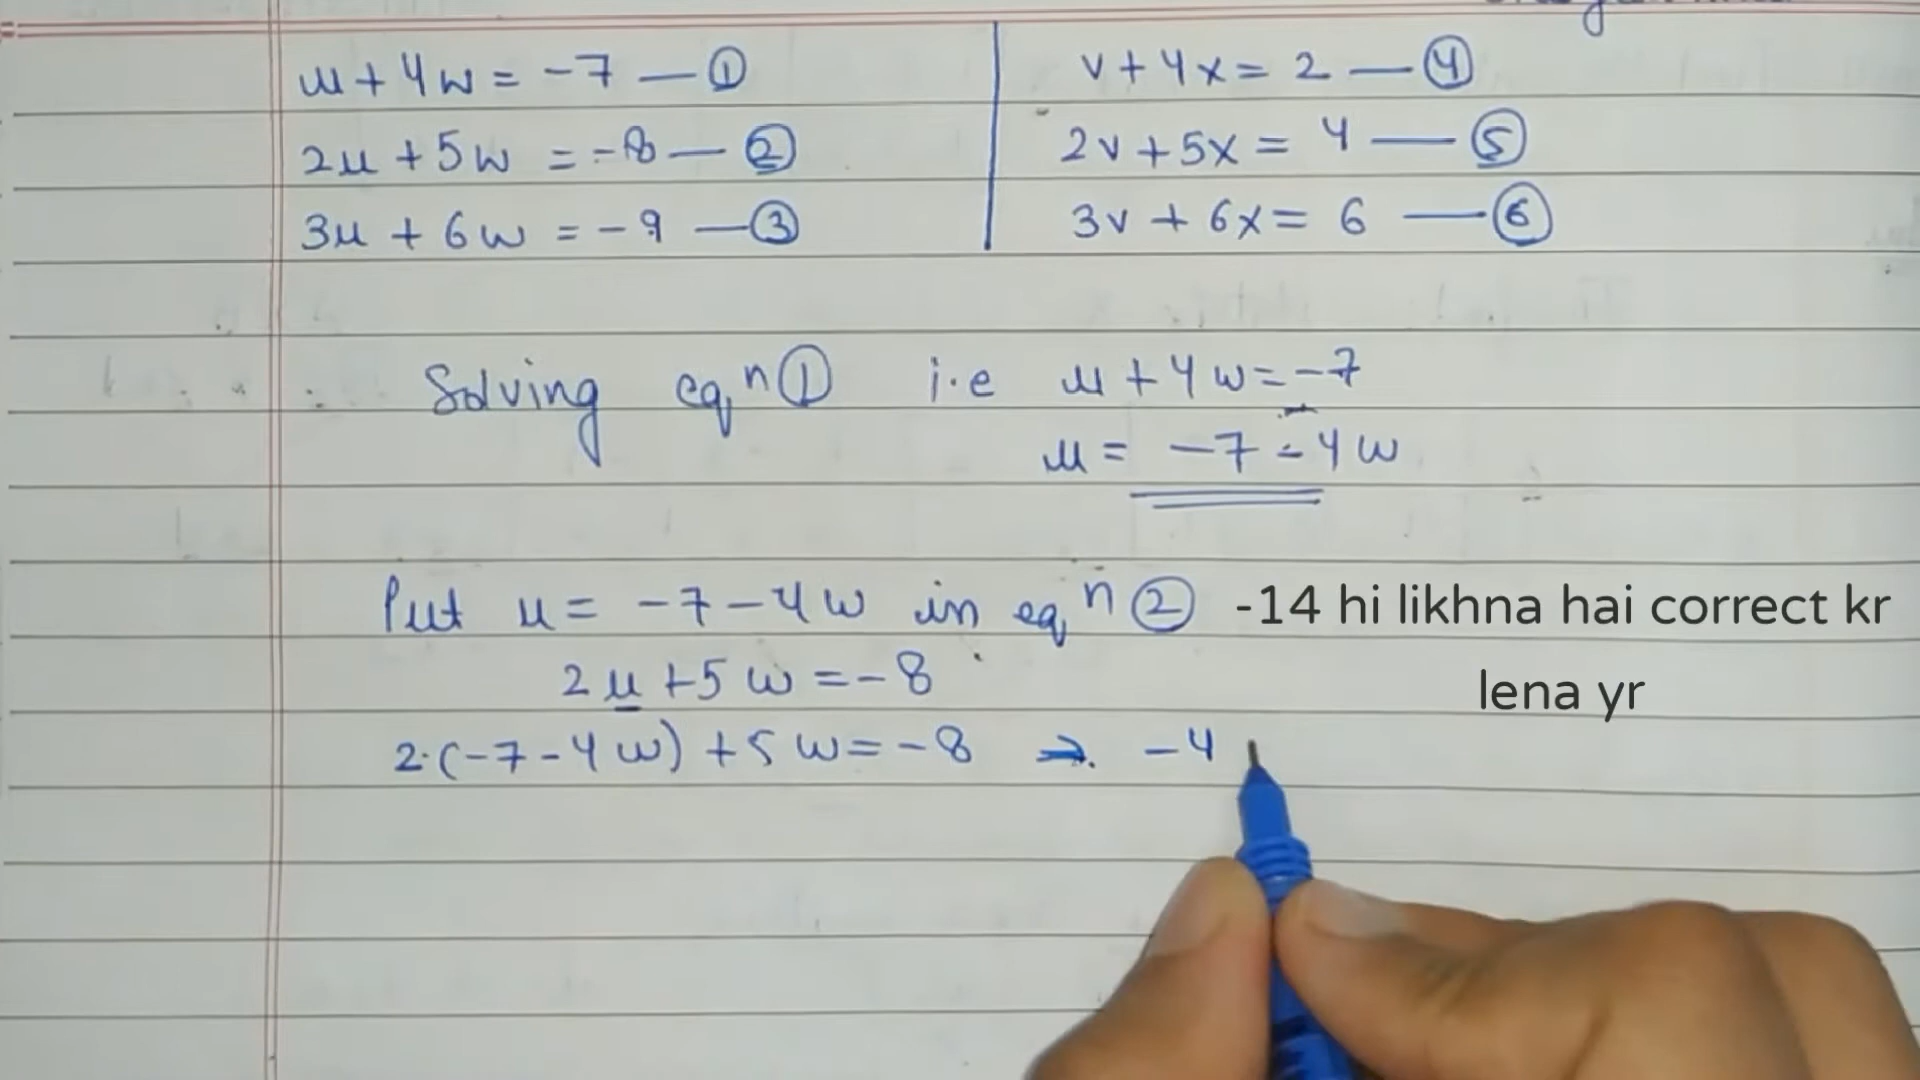 u + 4w = -7 — ①
2u + 5w = -8 — ②
3u + 6w = -9 — ③
v + 4x = 2 — ④
2v + 5x = 4 — ⑤
3v + 6x = 6 — ⑥
Solving eqⁿ ① i.e u + 4w = -7
u = -7 - 4w
Put u = -7 - 4w in eqⁿ ②
2u + 5w = -8
2·(-7 - 4w) + 5w = -8 → -4
-14 hi likhna hai correct kr
lena yr